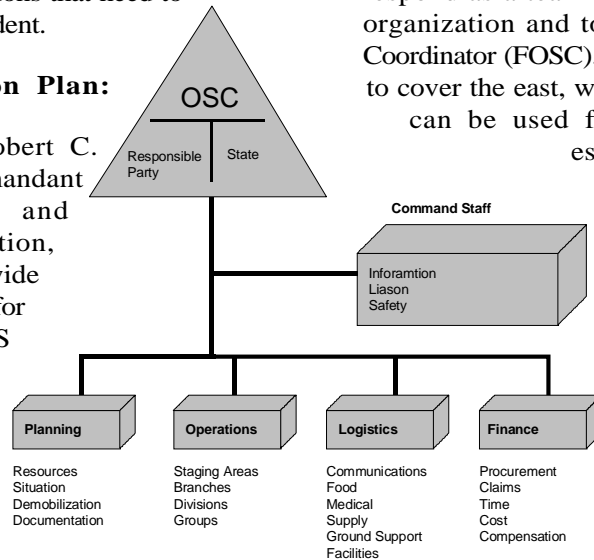 ons that need to
dent.
on Plan:
obert C.
mandant
and
tion,
vide
for
S
organization and to
Coordinator (FOSC).
to cover the east, w
can be used f
es
OSC
Responsible
Party
State
Command Staff
Inforamtion
Liason
Safety
Planning
Resources
Situation
Demobilization
Documentation
Operations
Staging Areas
Branches
Divisions
Groups
Logistics
Communications
Food
Medical
Supply
Ground Support
Facilities
Finance
Procurement
Claims
Time
Cost
Compensation